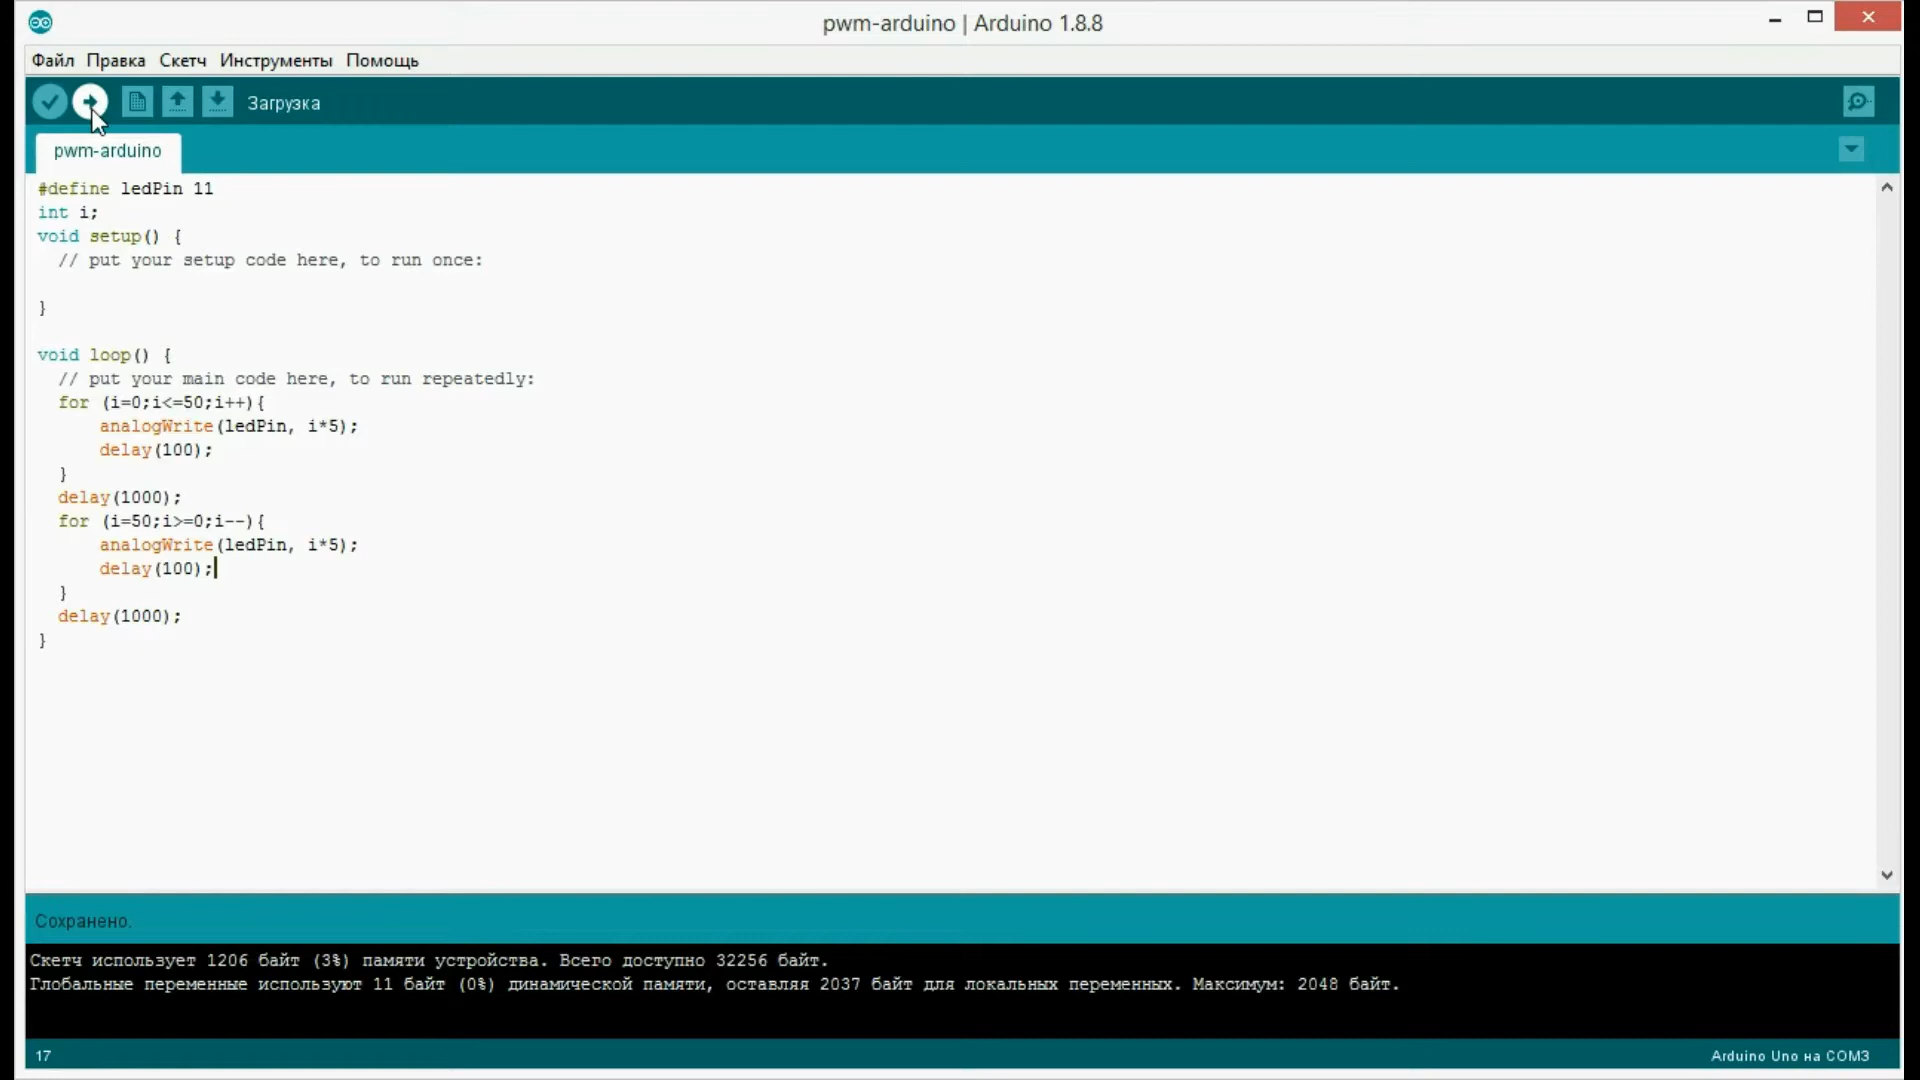 pwm-arduino | Arduino 1.8.8
Файл Правка Скетч Инструменты Помощь
Загрузка
pwm-arduino
#define ledPin 11
int i;
void setup() {
  // put your setup code here, to run once:
}
void loop() {
  // put your main code here, to run repeatedly:
  for (i=0;i<=50;i++){
      analogWrite(ledPin, i*5);
      delay(100);
  }
  delay(1000);
  for (i=50;i>=0;i--){
      analogWrite(ledPin, i*5);
      delay(100);
  }
  delay(1000);
}
Сохранено.
Скетч использует 1206 байт (3%) памяти устройства. Всего доступно 32256 байт.
Глобальные переменные используют 11 байт (0%) динамической памяти, оставляя 2037 байт для локальных переменных. Максимум: 2048 байт.
17
Arduino Uno на COM3